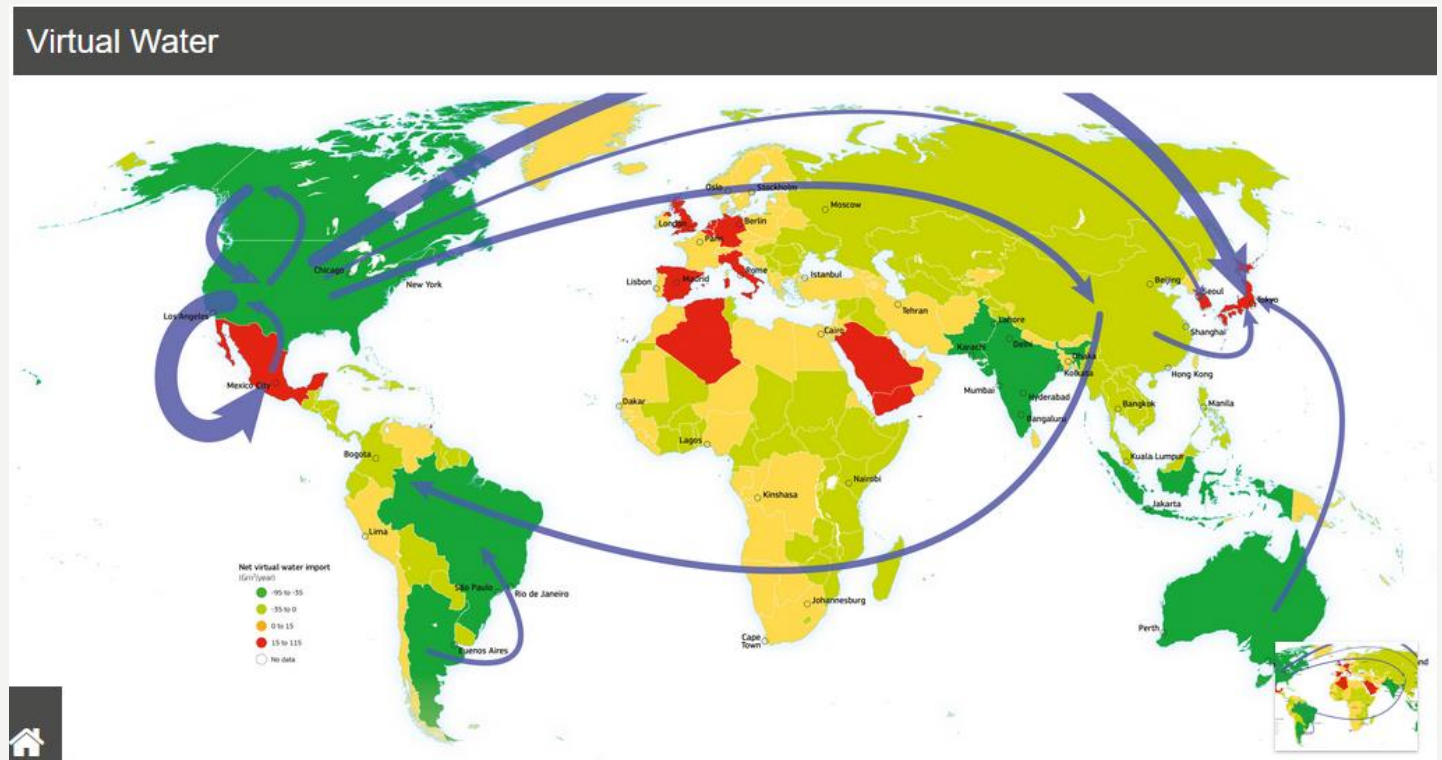 Virtual Water
Oslo
Stockholm
Moscow
London
Berlin
Paris
Chicago
New York
Lisbon
Madrid
Rome
Istanbul
Beijing
Seoul
Tokyo
Los Angeles
Tehran
Lahore
Shanghai
Cairo
Karachi
Delhi
Dhaka
Kolkata
Hong Kong
Mexico City
Mumbai
Hyderabad
Bangkok
Manila
Dakar
Bangaluru
Lagos
Bogota
Kuala Lumpur
Nairobi
Kinshasa
Jakarta
Lima
Net virtual water import
(Gm³/year)
-95 to -35
-35 to 0
0 to 15
15 to 115
No data
São Paulo
Rio de Janeiro
Johannesburg
Perth
Cape
Town
Buenos Aires